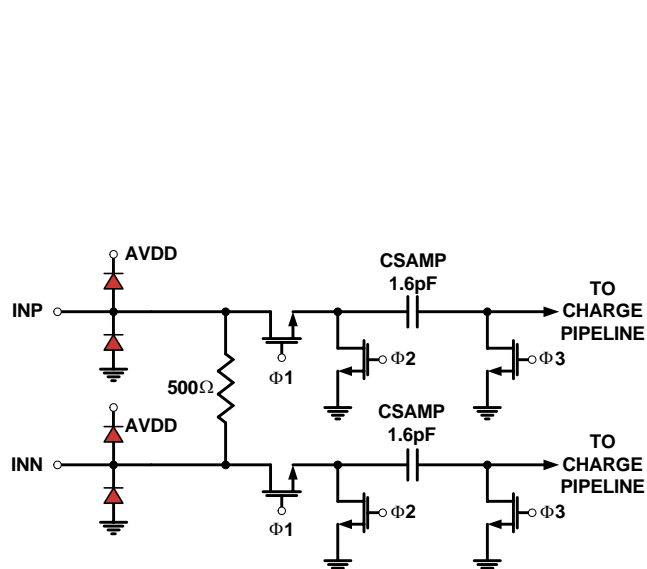 AVDD
CSAMP
1.6pF
INP
TO
CHARGE
PIPELINE
Φ1
Φ2
Φ3
500Ω
AVDD
CSAMP
1.6pF
INN
TO
CHARGE
PIPELINE
Φ1
Φ2
Φ3